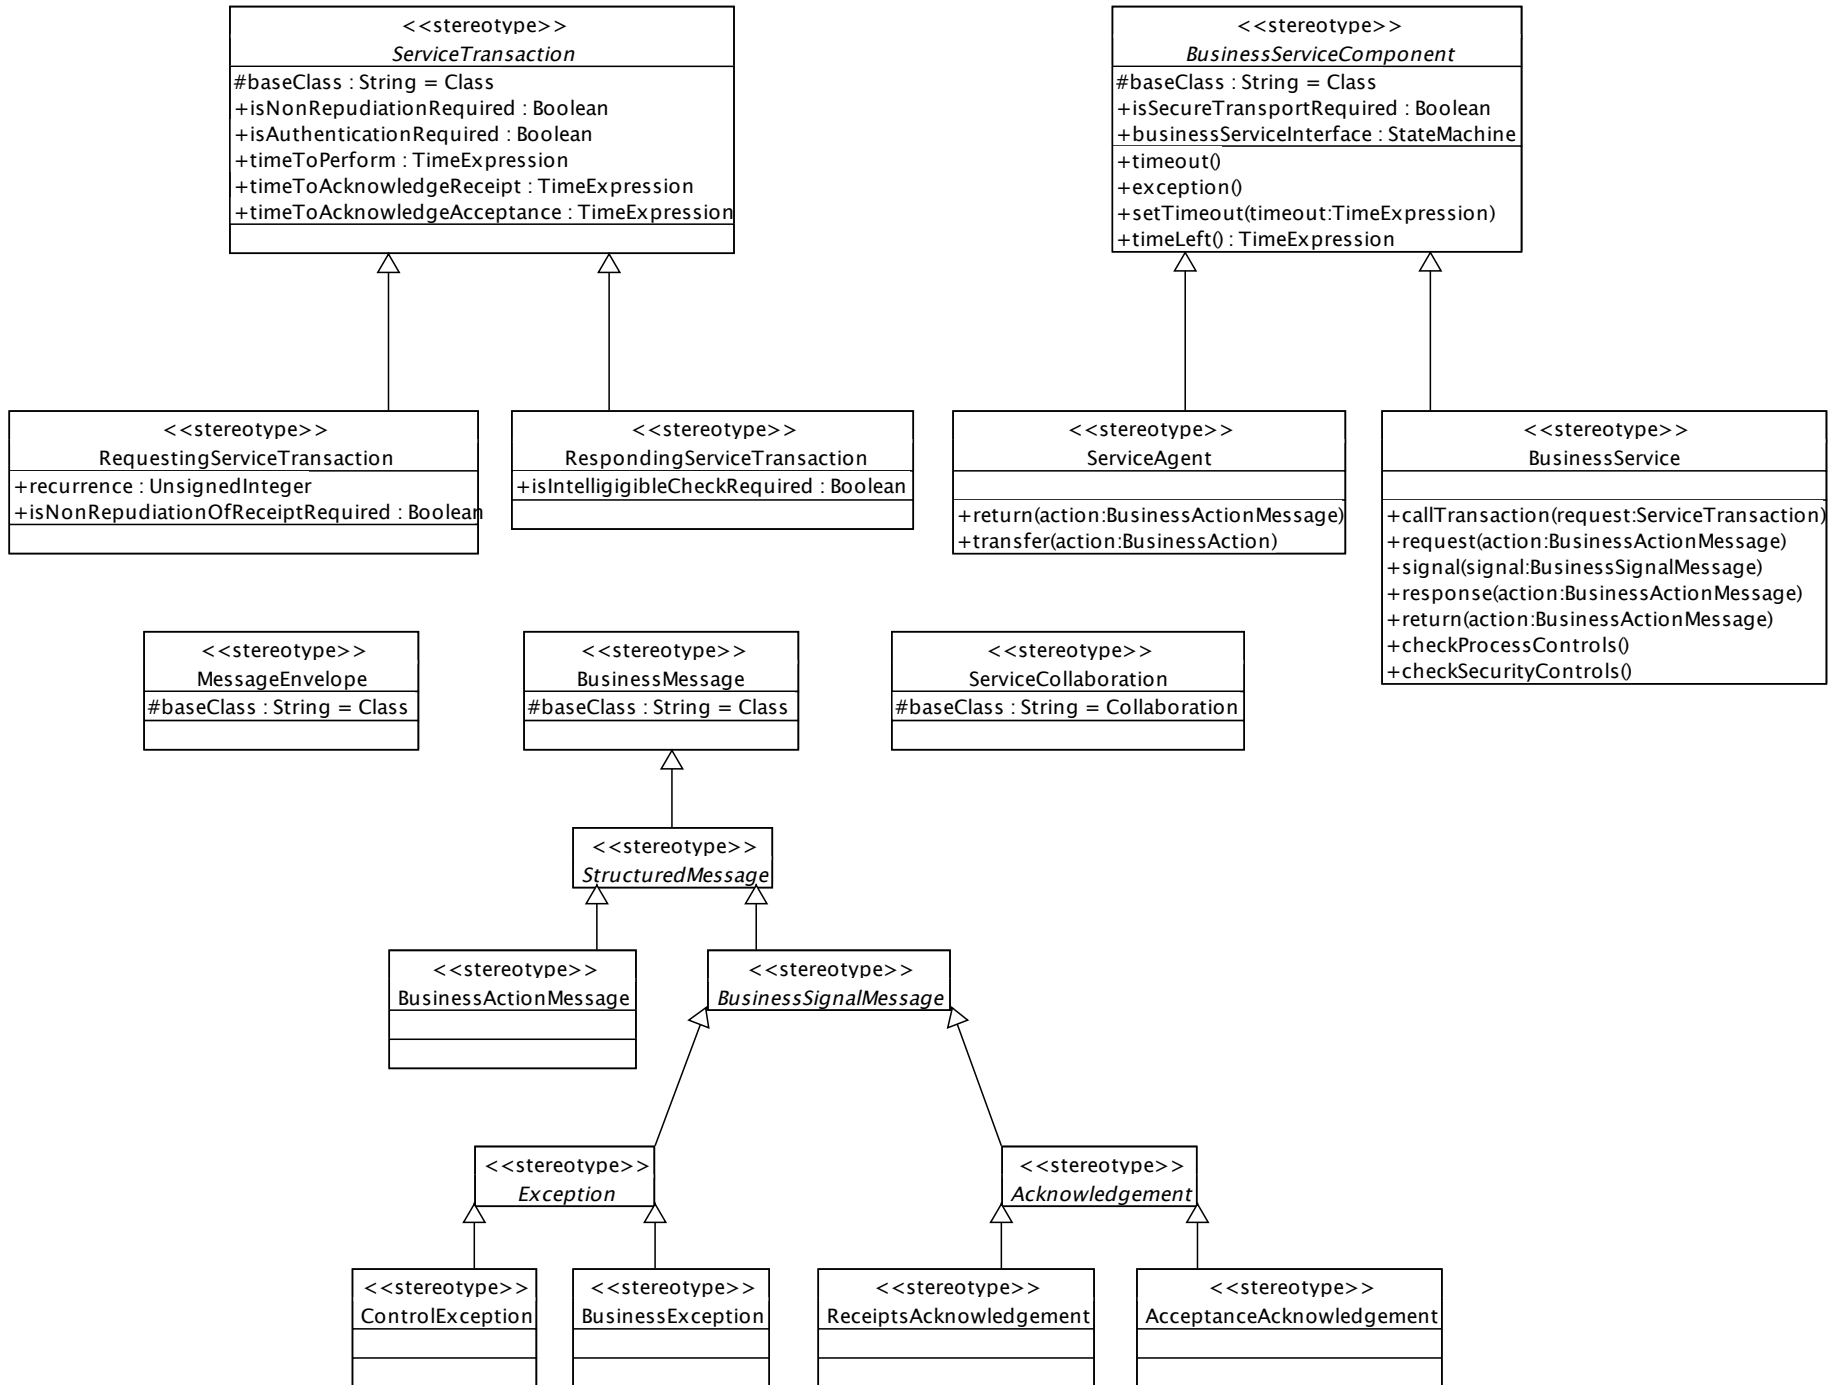 <<stereotype>>
ServiceTransaction
#baseClass : String = Class
+isNonRepudiationRequired : Boolean
+isAuthenticationRequired : Boolean
+timeToPerform : TimeExpression
+timeToAcknowledgeReceipt : TimeExpression
+timeToAcknowledgeAcceptance : TimeExpression
<<stereotype>>
BusinessServiceComponent
#baseClass : String = Class
+isSecureTransportRequired : Boolean
+businessServiceInterface : StateMachine
+timeout()
+exception()
+setTimeout(timeout:TimeExpression)
+timeLeft() : TimeExpression
<<stereotype>>
RequestingServiceTransaction
+recurrence : UnsignedInteger
+isNonRepudiationOfReceiptRequired : Boolean
<<stereotype>>
RespondingServiceTransaction
+isIntelligigibleCheckRequired : Boolean
<<stereotype>>
ServiceAgent
+return(action:BusinessActionMessage)
+transfer(action:BusinessAction)
<<stereotype>>
BusinessService
+callTransaction(request:ServiceTransaction)
+request(action:BusinessActionMessage)
+signal(signal:BusinessSignalMessage)
+response(action:BusinessActionMessage)
+return(action:BusinessActionMessage)
+checkProcessControls()
+checkSecurityControls()
<<stereotype>>
MessageEnvelope
#baseClass : String = Class
<<stereotype>>
BusinessMessage
#baseClass : String = Class
<<stereotype>>
ServiceCollaboration
#baseClass : String = Collaboration
<<stereotype>>
StructuredMessage
<<stereotype>>
BusinessActionMessage
<<stereotype>>
BusinessSignalMessage
<<stereotype>>
Exception
<<stereotype>>
Acknowledgement
<<stereotype>>
ControlException
<<stereotype>>
BusinessException
<<stereotype>>
ReceiptsAcknowledgement
<<stereotype>>
AcceptanceAcknowledgement